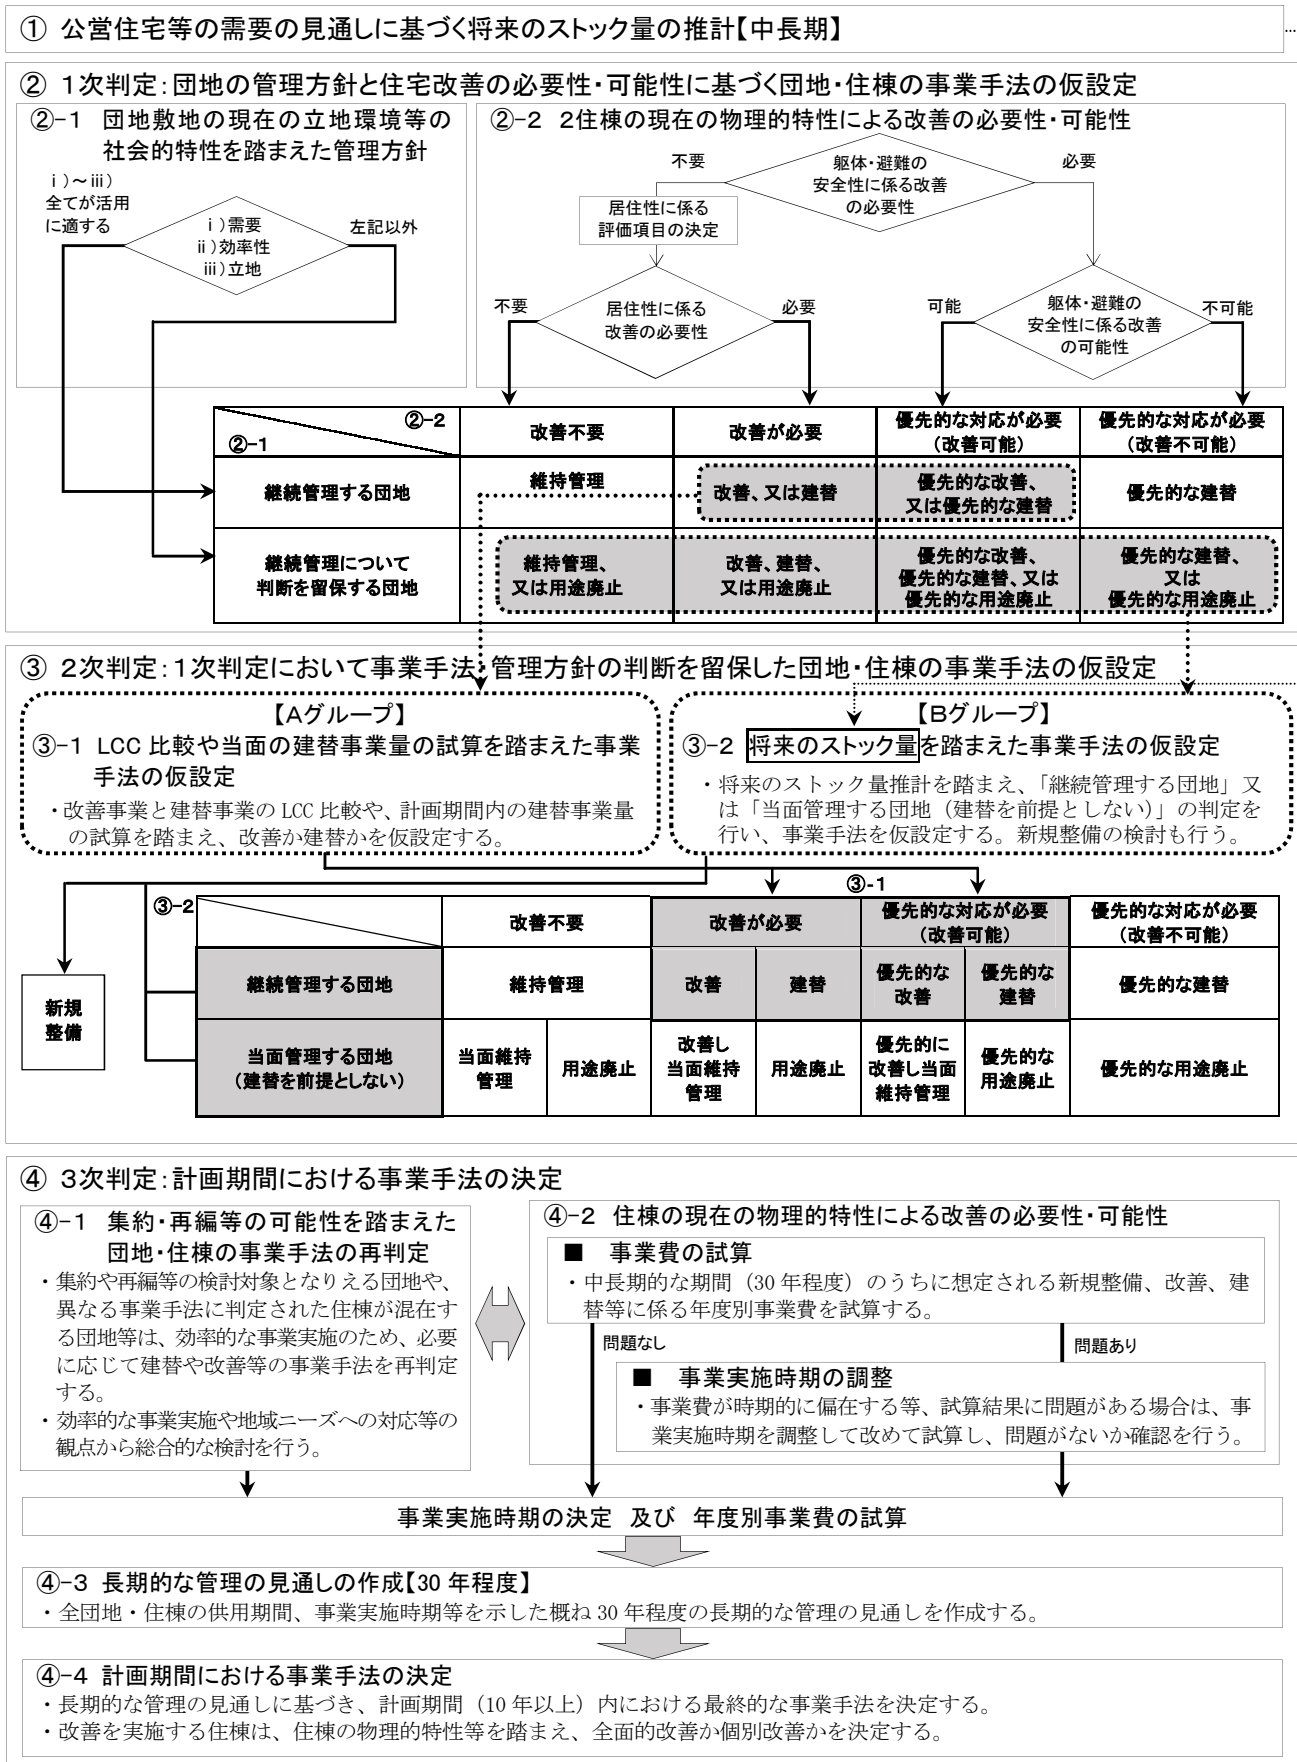 ① 公営住宅等の需要の見通しに基づく将来のストック量の推計【中長期】
② 1次判定：団地の管理方針と住宅改善の必要性・可能性に基づく団地・住棟の事業手法の仮設定
②-1 団地敷地の現在の立地環境等の
社会的特性を踏まえた管理方針
ⅰ）～ⅲ）
全てが活用
に適する
ⅰ）需要
ⅱ）効率性
ⅲ）立地
左記以外
②-2 2住棟の現在の物理的特性による改善の必要性・可能性
不要
躯体・避難の
安全性に係る改善
の必要性
必要
居住性に係る
評価項目の決定
不要
居住性に係る
改善の必要性
必要
可能
躯体・避難の
安全性に係る改善
の可能性
不可能
②-2
②-1
改善不要
改善が必要
優先的な対応が必要
（改善可能）
優先的な対応が必要
（改善不可能）
継続管理する団地
維持管理
改善、又は建替
優先的な改善、
又は優先的な建替
優先的な建替
継続管理について
判断を留保する団地
維持管理、
又は用途廃止
改善、建替、
又は用途廃止
優先的な改善、
優先的な建替、又は
優先的な用途廃止
優先的な建替、
又は
優先的な用途廃止
③ 2次判定：1次判定において事業手法・管理方針の判断を留保した団地・住棟の事業手法の仮設定
【Aグループ】
③-1 LCC 比較や当面の建替事業量の試算を踏まえた事業
手法の仮設定
・改善事業と建替事業の LCC 比較や、計画期間内の建替事業量
の試算を踏まえ、改善か建替かを仮設定する。
【Bグループ】
③-2 将来のストック量を踏まえた事業手法の仮設定
・将来のストック量推計を踏まえ、「継続管理する団地」又
は「当面管理する団地（建替を前提としない）」の判定を
行い、事業手法を仮設定する。新規整備の検討も行う。
③-1
③-2
改善不要
改善が必要
優先的な対応が必要
（改善可能）
優先的な対応が必要
（改善不可能）
新規
整備
継続管理する団地
維持管理
改善
建替
優先的な
改善
優先的な
建替
優先的な建替
当面管理する団地
（建替を前提としない）
当面維持
管理
用途廃止
改善し
当面維持
管理
用途廃止
優先的に
改善し当面
維持管理
優先的な
用途廃止
優先的な用途廃止
④ 3次判定：計画期間における事業手法の決定
④-1 集約・再編等の可能性を踏まえた
団地・住棟の事業手法の再判定
・集約や再編等の検討対象となりえる団地や、
異なる事業手法に判定された住棟が混在す
る団地等は、効率的な事業実施のため、必要
に応じて建替や改善等の事業手法を再判定
する。
・効率的な事業実施や地域ニーズへの対応等の
観点から総合的な検討を行う。
④-2 住棟の現在の物理的特性による改善の必要性・可能性
■ 事業費の試算
・中長期的な期間（30 年程度）のうちに想定される新規整備、改善、建
替等に係る年度別事業費を試算する。
問題なし
問題あり
■ 事業実施時期の調整
・事業費が時期的に偏在する等、試算結果に問題がある場合は、事
業実施時期を調整して改めて試算し、問題がないか確認を行う。
事業実施時期の決定 及び 年度別事業費の試算
④-3 長期的な管理の見通しの作成【30 年程度】
・全団地・住棟の供用期間、事業実施時期等を示した概ね 30 年程度の長期的な管理の見通しを作成する。
④-4 計画期間における事業手法の決定
・長期的な管理の見通しに基づき、計画期間（10 年以上）内における最終的な事業手法を決定する。
・改善を実施する住棟は、住棟の物理的特性等を踏まえ、全面的改善か個別改善かを決定する。